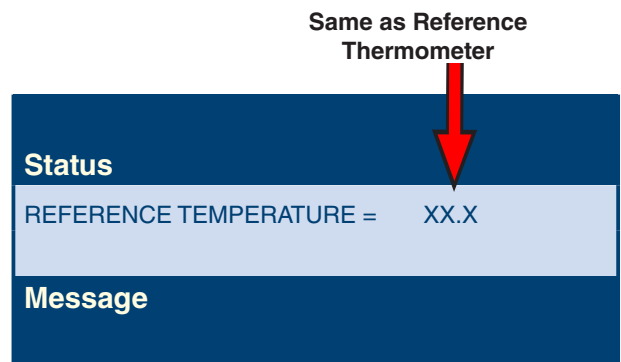 Same as Reference
Thermometer
Status
REFERENCE TEMPERATURE = XX.X
Message